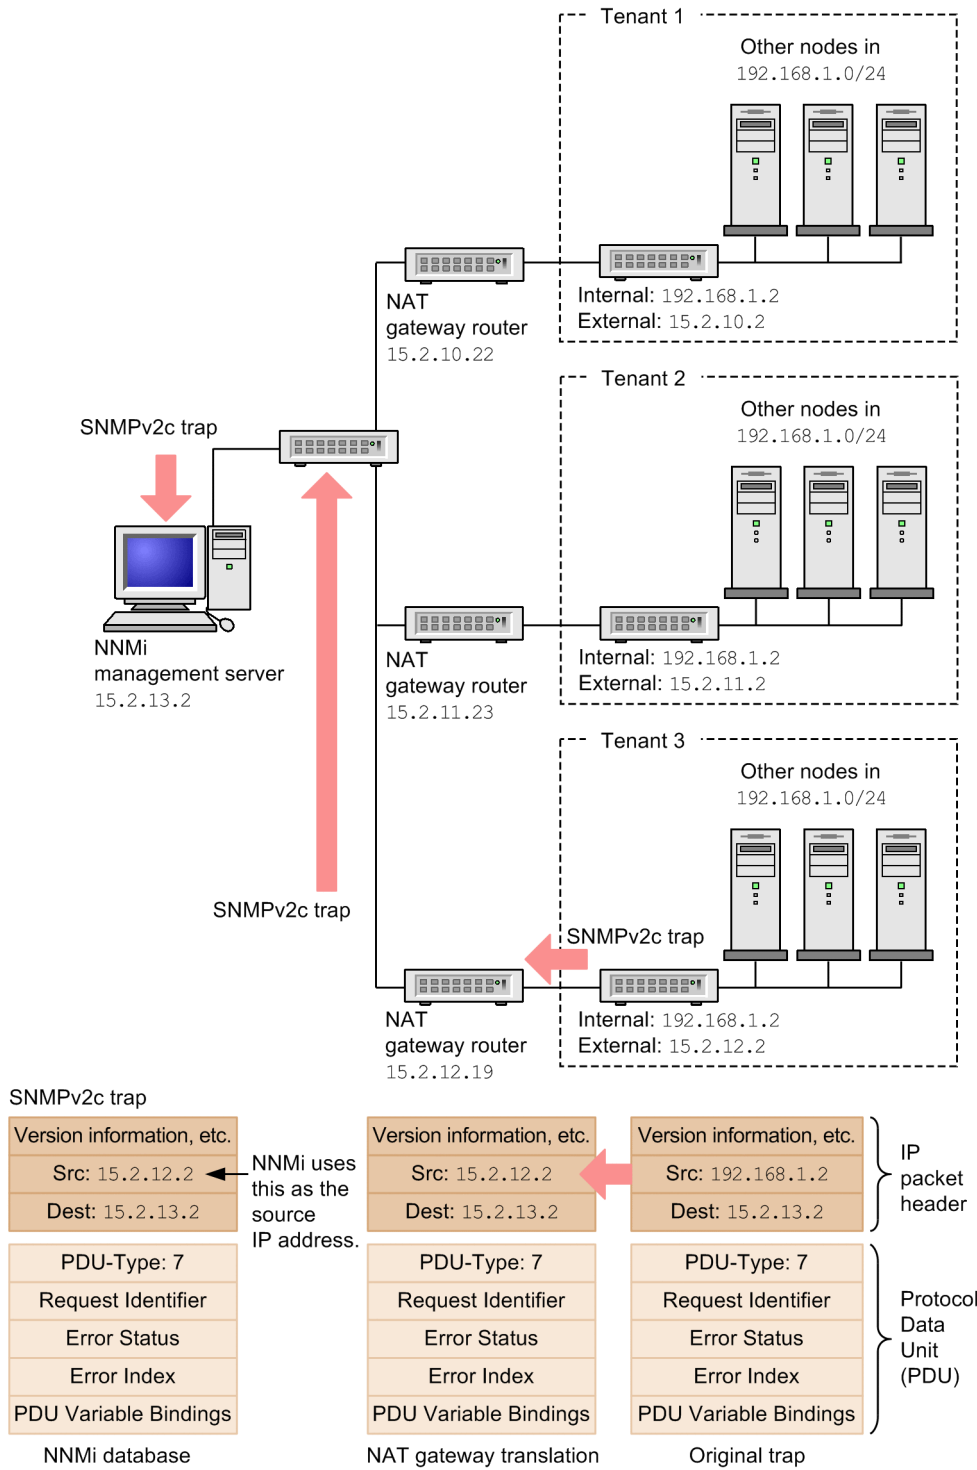 Tenant 1
Other nodes in
192.168.1.0/24
NAT
gateway router
15.2.10.22
Internal: 192.168.1.2
External: 15.2.10.2
Tenant 2
Other nodes in
192.168.1.0/24
SNMPv2c trap
NNMi
management server
15.2.13.2
NAT
gateway router
15.2.11.23
Internal: 192.168.1.2
External: 15.2.11.2
Tenant 3
Other nodes in
192.168.1.0/24
SNMPv2c trap
SNMPv2c trap
NAT
gateway router
15.2.12.19
Internal: 192.168.1.2
External: 15.2.12.2
SNMPv2c trap
Version information, etc.
Src: 15.2.12.2
Dest: 15.2.13.2
PDU-Type: 7
Request Identifier
Error Status
Error Index
PDU Variable Bindings
NNMi database
NNMi uses
this as the
source
IP address.
Version information, etc.
Src: 15.2.12.2
Dest: 15.2.13.2
PDU-Type: 7
Request Identifier
Error Status
Error Index
PDU Variable Bindings
NAT gateway translation
Version information, etc.
Src: 192.168.1.2
Dest: 15.2.13.2
PDU-Type: 7
Request Identifier
Error Status
Error Index
PDU Variable Bindings
Original trap
IP
packet
header
Protocol
Data
Unit
(PDU)